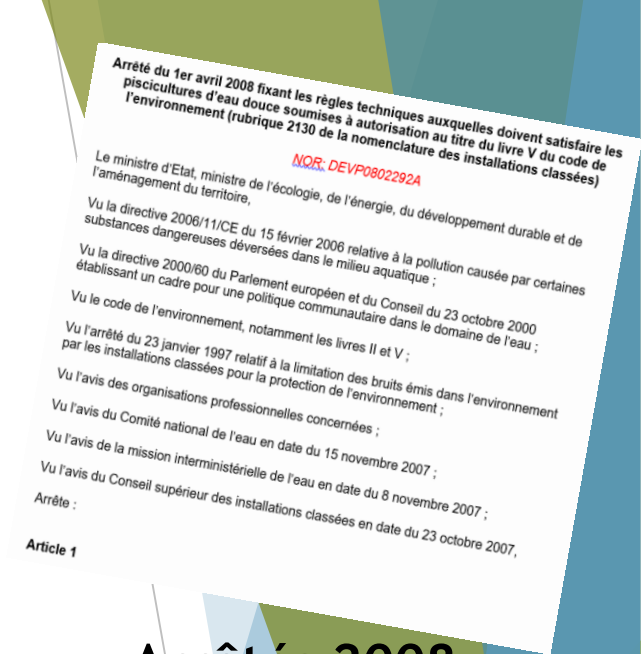 Arrêté du 1er avril 2008 fixant les règles techniques auxquelles doivent satisfaire les
piscicultures d'eau douce soumises à autorisation au titre du livre V du code de
l'environnement (rubrique 2130 de la nomenclature des installations classées)
NOR: DEVP0802292A
Le ministre d'Etat, ministre de l'écologie, de l'énergie, du développement durable et de
l'aménagement du territoire,
Vu la directive 2006/11/CE du 15 février 2006 relative à la pollution causée par certaines
substances dangereuses déversées dans le milieu aquatique ;
Vu la directive 2000/60 du Parlement européen et du Conseil du 23 octobre 2000
établissant un cadre pour une politique communautaire dans le domaine de l'eau ;
Vu le code de l'environnement, notamment les livres II et V ;
Vu l'arrêté du 23 janvier 1997 relatif à la limitation des bruits émis dans l'environnement
par les installations classées pour la protection de l'environnement ;
Vu l'avis des organisations professionnelles concernées ;
Vu l'avis du Comité national de l'eau en date du 15 novembre 2007 ;
Vu l'avis de la mission interministérielle de l'eau en date du 8 novembre 2007 ;
Vu l'avis du Conseil supérieur des installations classées en date du 23 octobre 2007,
Arrête :
Article 1
2008